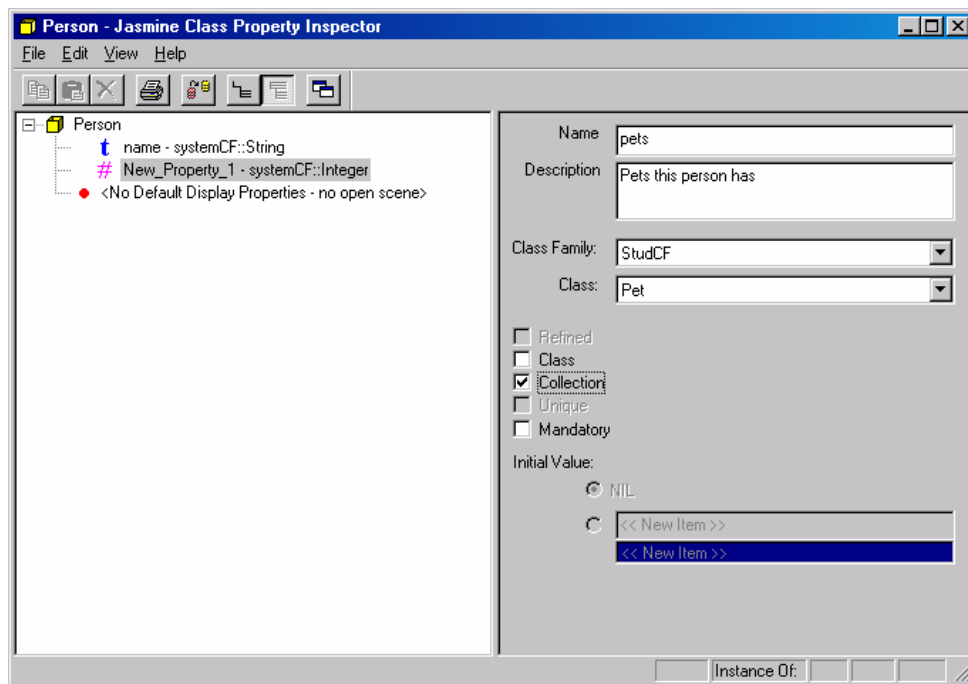 Person - Jasmine Class Property Inspector
File Edit View Help
Person
t name - systemCF::String
# New_Property_1 - systemCF::Integer
<No Default Display Properties - no open scene>
Name
pets
Description
Pets this person has
Class Family:
StudCF
Class:
Pet
Refined
Class
Collection
Unique
Mandatory
Initial Value:
NIL
<< New Item >>
<< New Item >>
Instance Of: